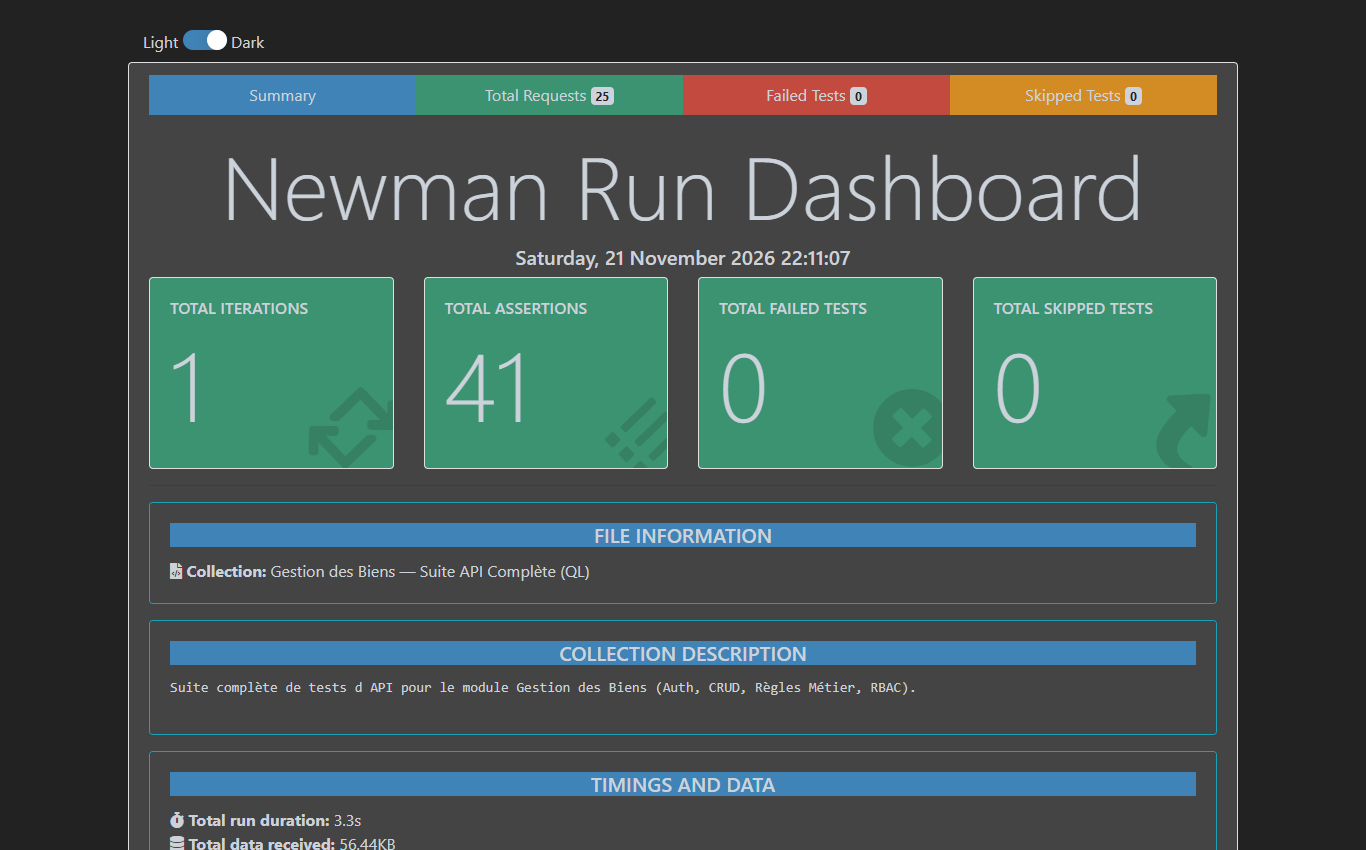 Light Dark
Summary Total Requests 25 Failed Tests 0 Skipped Tests 0
Newman Run Dashboard
Saturday, 21 November 2026 22:11:07
TOTAL ITERATIONS
1
TOTAL ASSERTIONS
41
TOTAL FAILED TESTS
0
TOTAL SKIPPED TESTS
0
FILE INFORMATION
Collection: Gestion des Biens — Suite API Complète (QL)
COLLECTION DESCRIPTION
Suite complète de tests d API pour le module Gestion des Biens (Auth, CRUD, Règles Métier, RBAC).
TIMINGS AND DATA
Total run duration: 3.3s
Total data received: 56.44KB